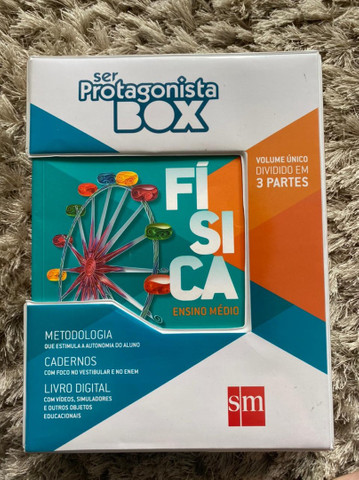 ser
Protagonista
BOX
VOLUME ÚNICO
DIVIDIDO EM
3 PARTES
FÍ
SI
CA
ENSINO MÉDIO
METODOLOGIA
QUE ESTIMULA A AUTONOMIA DO ALUNO
CADERNOS
COM FOCO NO VESTIBULAR E NO ENEM
LIVRO DIGITAL
COM VÍDEOS, SIMULADORES
E OUTROS OBJETOS
EDUCACIONAIS
sm